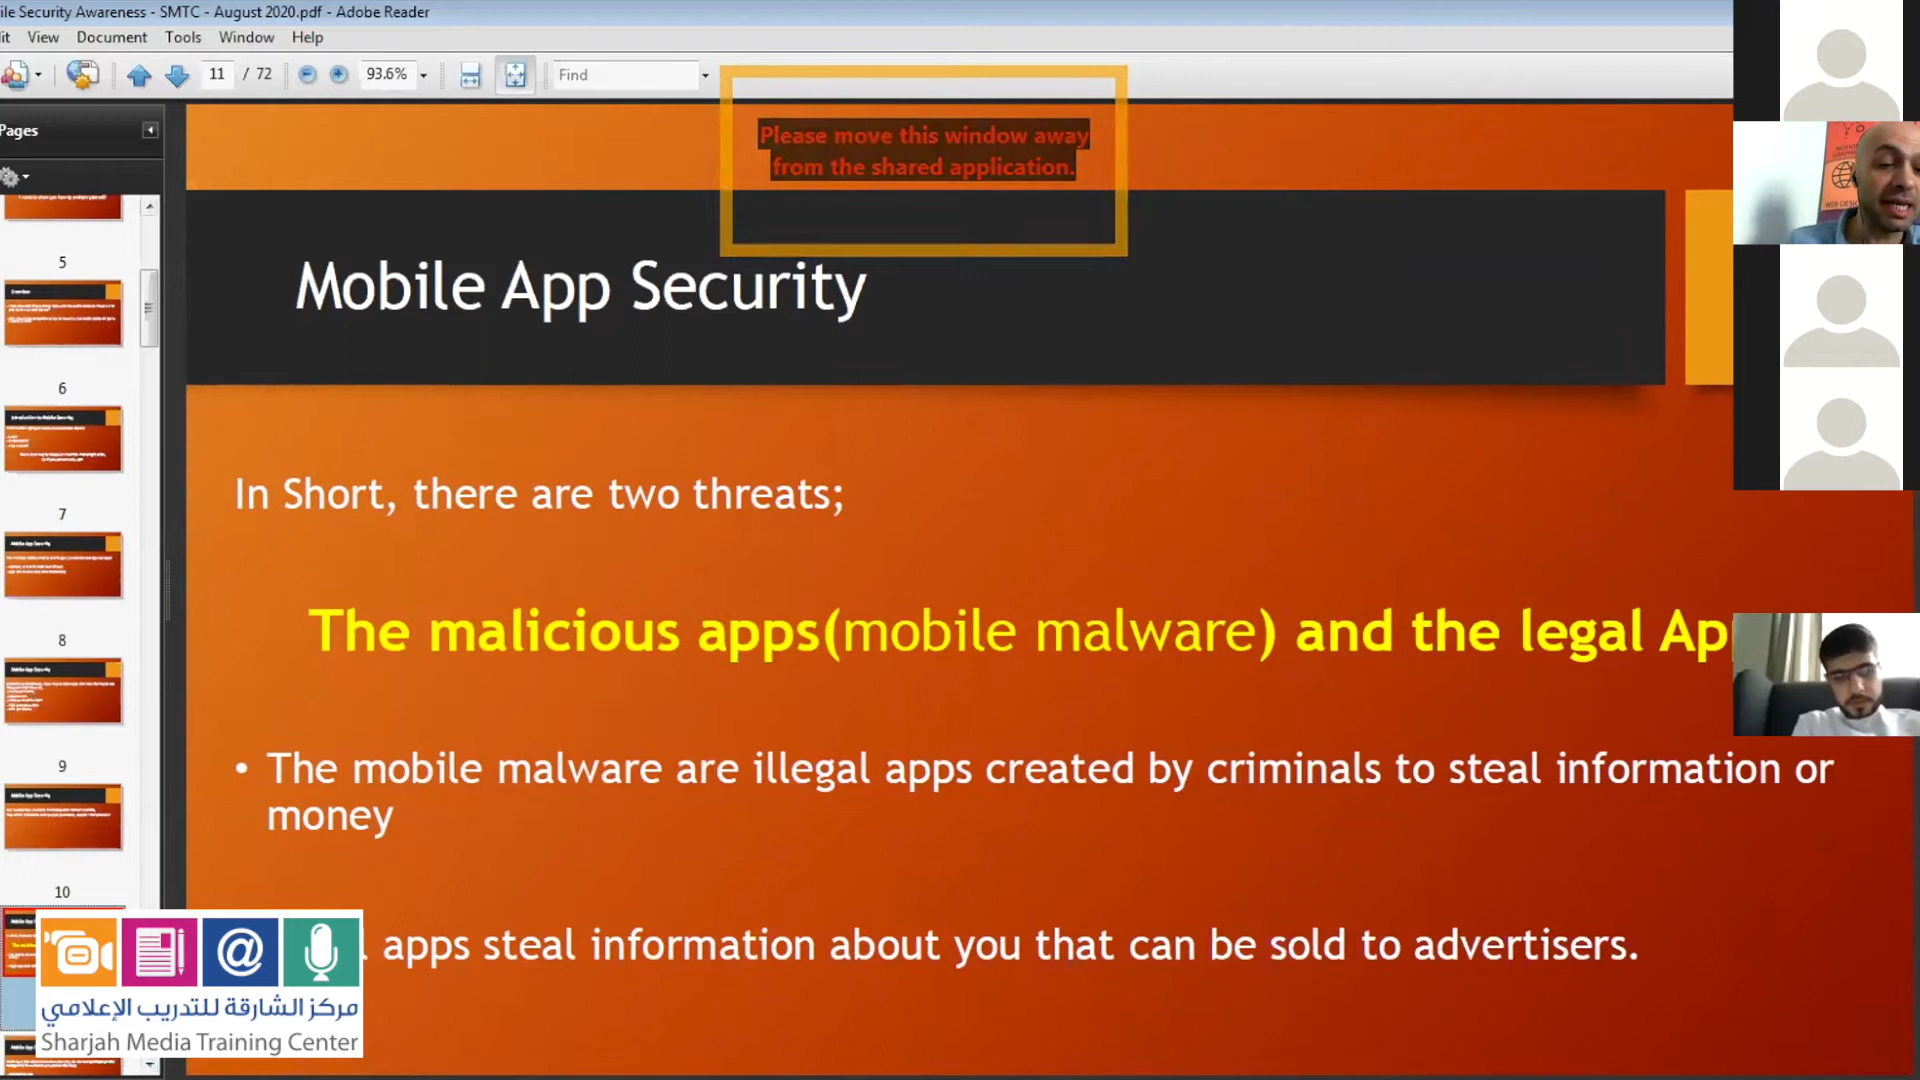 ile Security Awareness - SMTC - August 2020.pdf - Adobe Reader
it View Document Tools Window Help
11 / 72 93.6% Find
Please move this window away
from the shared application.
Pages
5
6
7
8
9
10
Mobile App Security
In Short, there are two threats;
The malicious apps(mobile malware) and the legal Ap
• The mobile malware are illegal apps created by criminals to steal information or
money
apps steal information about you that can be sold to advertisers.
مركز الشارقة للتدريب الإعلامي
Sharjah Media Training Center